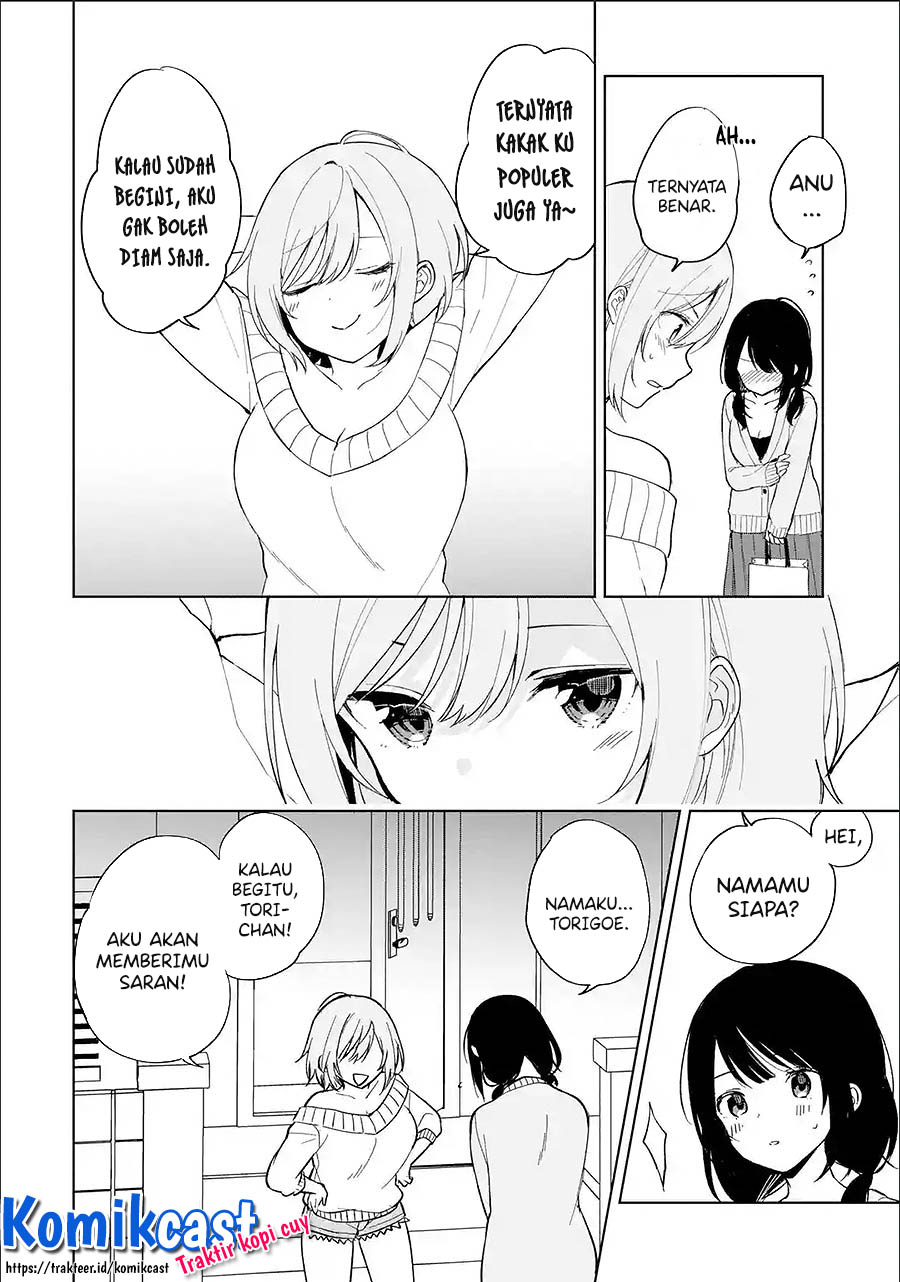 ANU
...
AH...
TERNYATA
BENAR.
TERNYATA
KAKAK KU
POPULER
JUGA YA~
KALAU SUDAH
BEGINI, AKU
GAK BOLEH
DIAM SAJA.
HEI,
NAMAMU
SIAPA?
NAMAKU...
TORIGOE.
KALAU
BEGITU,
TORI-
CHAN!
AKU AKAN
MEMBERIMU
SARAN!
Komikcast
Traktir kopi cuy
https://trakteer.id/komikcast